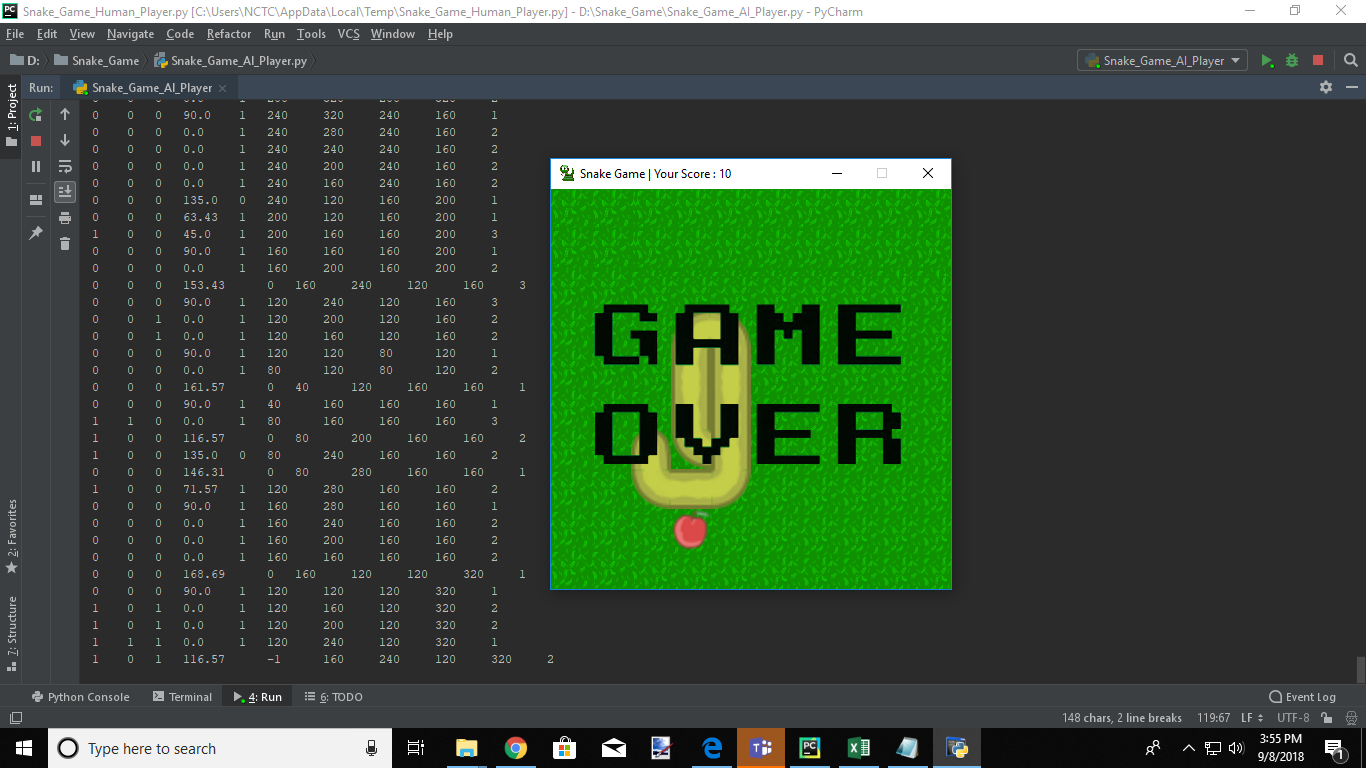 Snake_Game_Human_Player.py [C:\Users\NCTC\AppData\Local\Temp\Snake_Game_Human_Player.py] - D:\Snake_Game\Snake_Game_AI_Player.py - PyCharm
File Edit View Navigate Code Refactor Run Tools VCS Window Help
D: Snake_Game Snake_Game_AI_Player.py Snake_Game_AI_Player
Run: Snake_Game_AI_Player
1: Project
2: Favorites
7: Structure
0 0 0 90.0 1 240 320 240 160 1
0 0 0 0.0 1 240 280 240 160 2
0 0 0 0.0 1 240 240 240 160 2
0 0 0 0.0 1 240 200 240 160 2
0 0 0 0.0 1 240 160 240 160 2
0 0 0 135.0 0 240 120 160 200 1
0 0 0 63.43 1 200 120 160 200 1
1 0 0 45.0 1 200 160 160 200 3
0 0 0 90.0 1 160 160 160 200 1
0 0 0 0.0 1 160 200 160 200 2
0 0 0 153.43 0 160 240 120 160 3
0 0 0 90.0 1 120 240 120 160 3
0 0 1 0.0 1 120 200 120 160 2
0 0 1 0.0 1 120 160 120 160 2
0 0 0 90.0 1 120 120 80 120 1
0 0 0 0.0 1 80 120 80 120 2
0 0 0 161.57 0 40 120 160 160 1
0 0 0 90.0 1 40 160 160 160 1
1 1 0 0.0 1 80 160 160 160 3
1 0 0 116.57 0 80 200 160 160 2
1 0 0 135.0 0 80 240 160 160 2
0 0 0 146.31 0 80 280 160 160 1
1 0 0 71.57 1 120 280 160 160 2
0 0 0 90.0 1 160 280 160 160 1
0 0 0 0.0 1 160 240 160 160 2
0 0 0 0.0 1 160 200 160 160 2
0 0 0 0.0 1 160 160 160 160 2
0 0 0 168.69 0 160 120 120 320 1
0 0 0 90.0 1 120 120 120 320 1
1 0 1 0.0 1 120 160 120 320 2
1 0 1 0.0 1 120 200 120 320 2
1 1 1 0.0 1 120 240 120 320 1
1 0 1 116.57 -1 160 240 120 320 2
Snake Game | Your Score : 10
GAME
OVER
Python Console Terminal 4: Run 6: TODO Event Log
148 chars, 2 line breaks 119:67 LF UTF-8
Type here to search
3:55 PM
9/8/2018
1